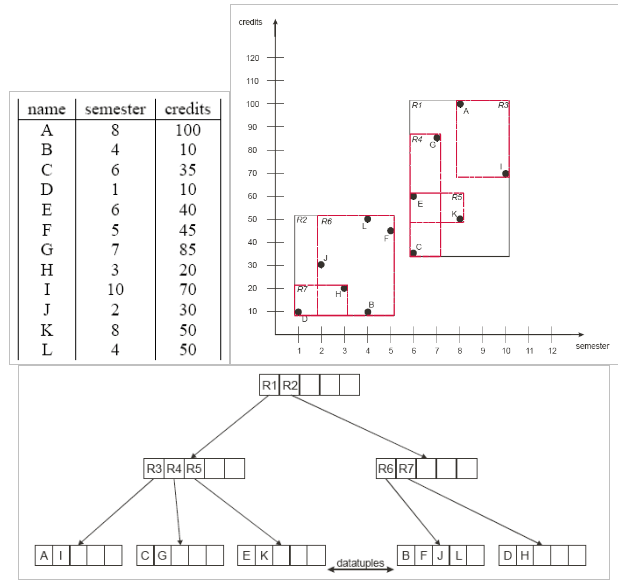 name semester credits
A 8 100
B 4 10
C 6 35
D 1 10
E 6 40
F 5 45
G 7 85
H 3 20
I 10 70
J 2 30
K 8 50
L 4 50
credits
120
110
100
90
80
70
60
50
40
30
20
10
1 2 3 4 5 6 7 8 9 10 11 12
semester
R1 R3
A
R4
G
I
E R5
K
C
R2 R6
L
F
J
R7
H
B
D
R1 R2
R3 R4 R5 R6 R7
A I C G E K B F J L D H
datatuples